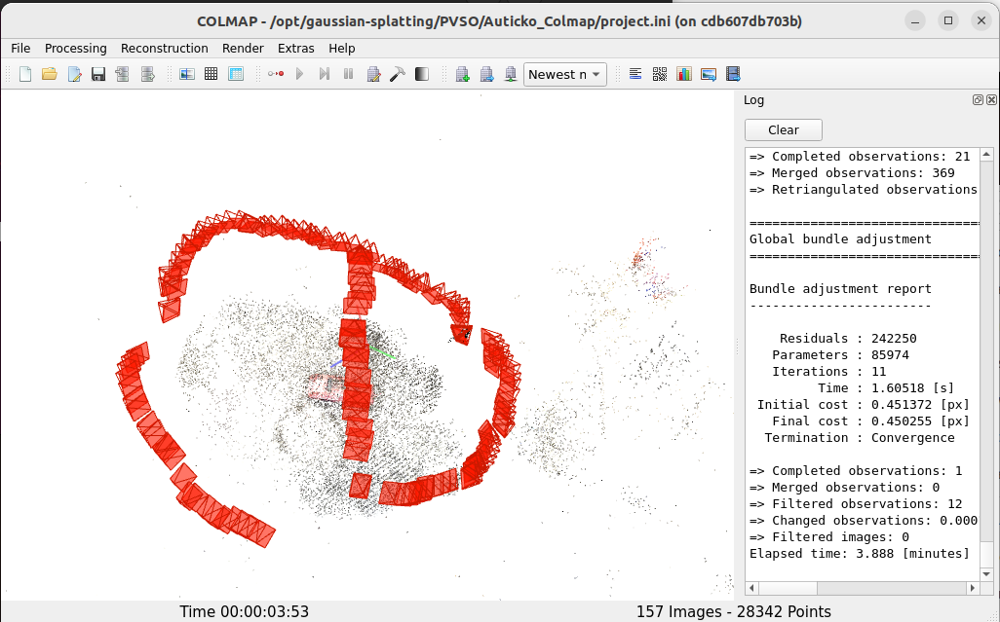 COLMAP - /opt/gaussian-splatting/PVSO/Auticko_Colmap/project.ini (on cdb607db703b)
File Processing Reconstruction Render Extras Help
Newest n
Log
Clear
=> Completed observations: 21
=> Merged observations: 369
=> Retriangulated observations
==============================
Global bundle adjustment
==============================
Bundle adjustment report
------------------------
Residuals : 242250
Parameters : 85974
Iterations : 11
Time : 1.60518 [s]
Initial cost : 0.451372 [px]
Final cost : 0.450255 [px]
Termination : Convergence
=> Completed observations: 1
=> Merged observations: 0
=> Filtered observations: 12
=> Changed observations: 0.000
=> Filtered images: 0
Elapsed time: 3.888 [minutes]
Time 00:00:03:53
157 Images - 28342 Points